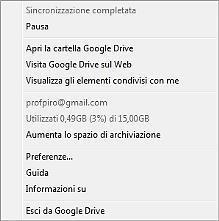 Sincronizzazione completata
Pausa
Apri la cartella Google Drive
Visita Google Drive sul Web
Visualizza gli elementi condivisi con me
profpiro@gmail.com
Utilizzati 0,49GB (3%) di 15,00GB
Aumenta lo spazio di archiviazione
Preferenze...
Guida
Informazioni su
Esci da Google Drive